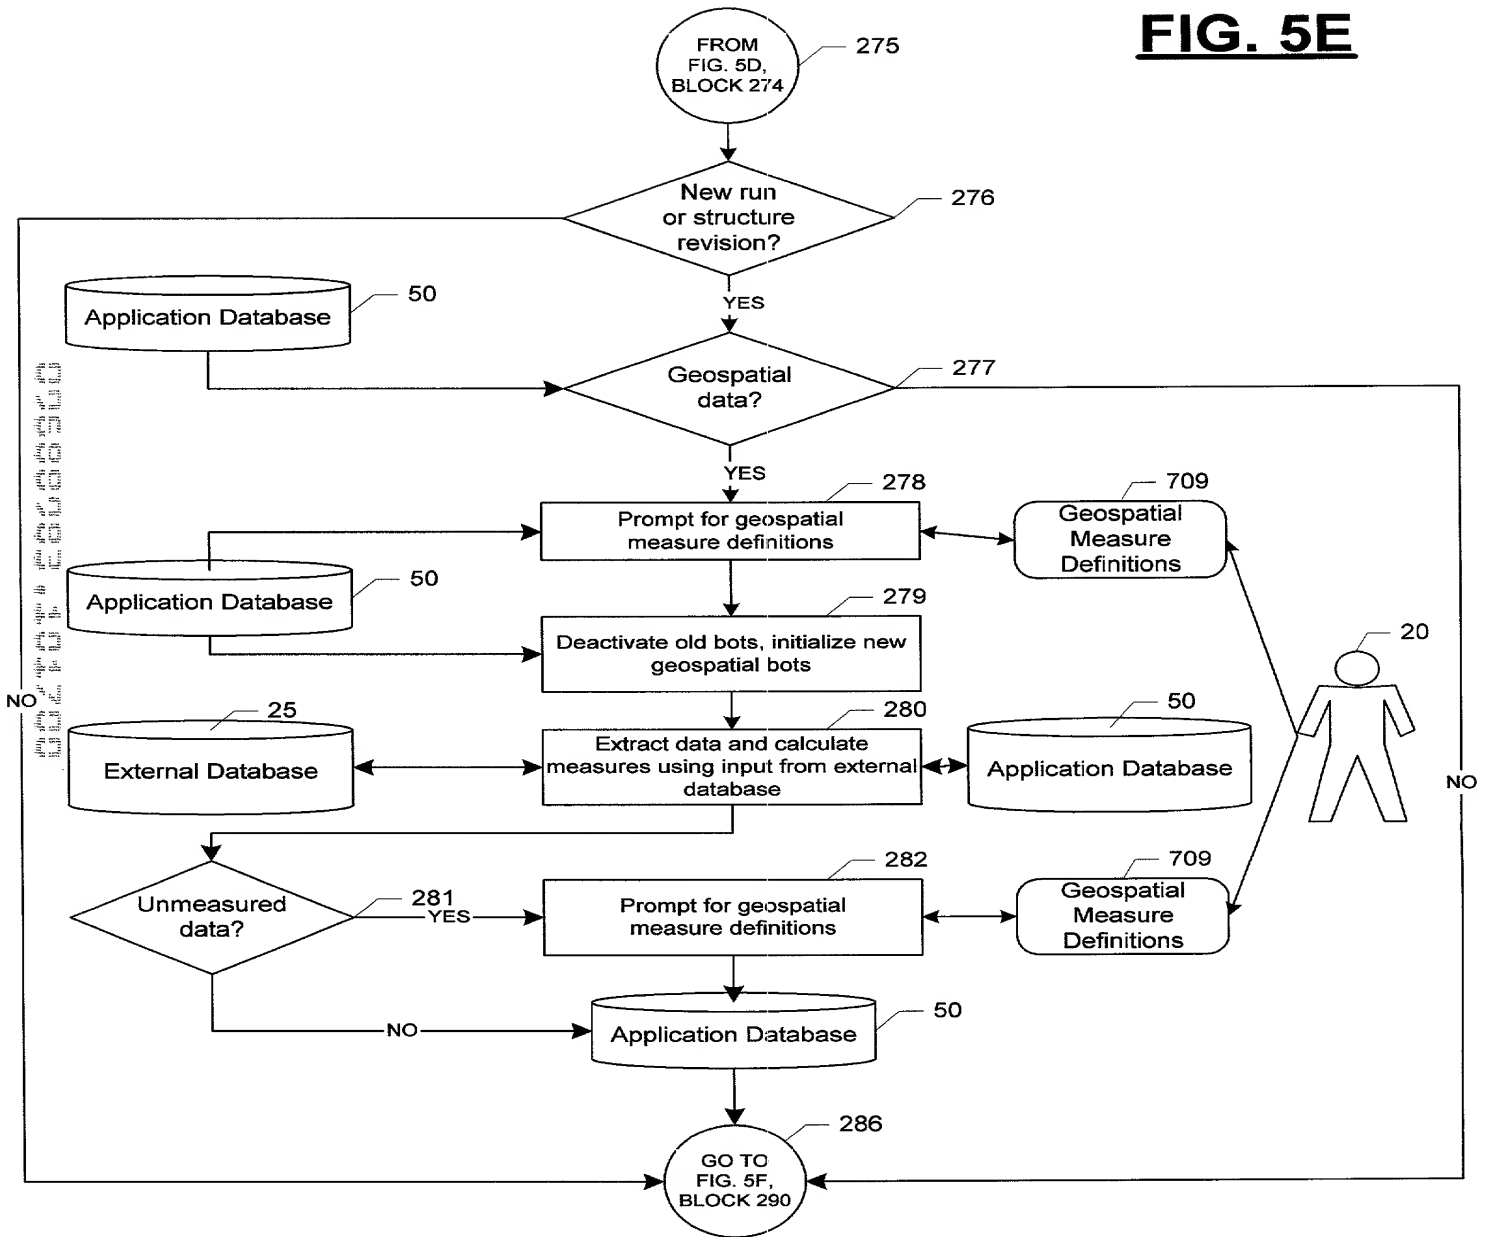 FIG. 5E
FROM
FIG. 5D,
BLOCK 274
275
New run
or structure
revision?
276
YES
Application Database
50
Geospatial
data?
277
YES
278
Prompt for geospatial
measure definitions
709
Geospatial
Measure
Definitions
Application Database
50
279
Deactivate old bots, initialize new
geospatial bots
20
NO
25
External Database
280
Extract data and calculate
measures using input from external
database
50
Application Database
NO
Unmeasured
data?
281
YES
282
Prompt for geospatial
measure definitions
709
Geospatial
Measure
Definitions
NO
Application Database
50
286
GO TO
FIG. 5F,
BLOCK 290